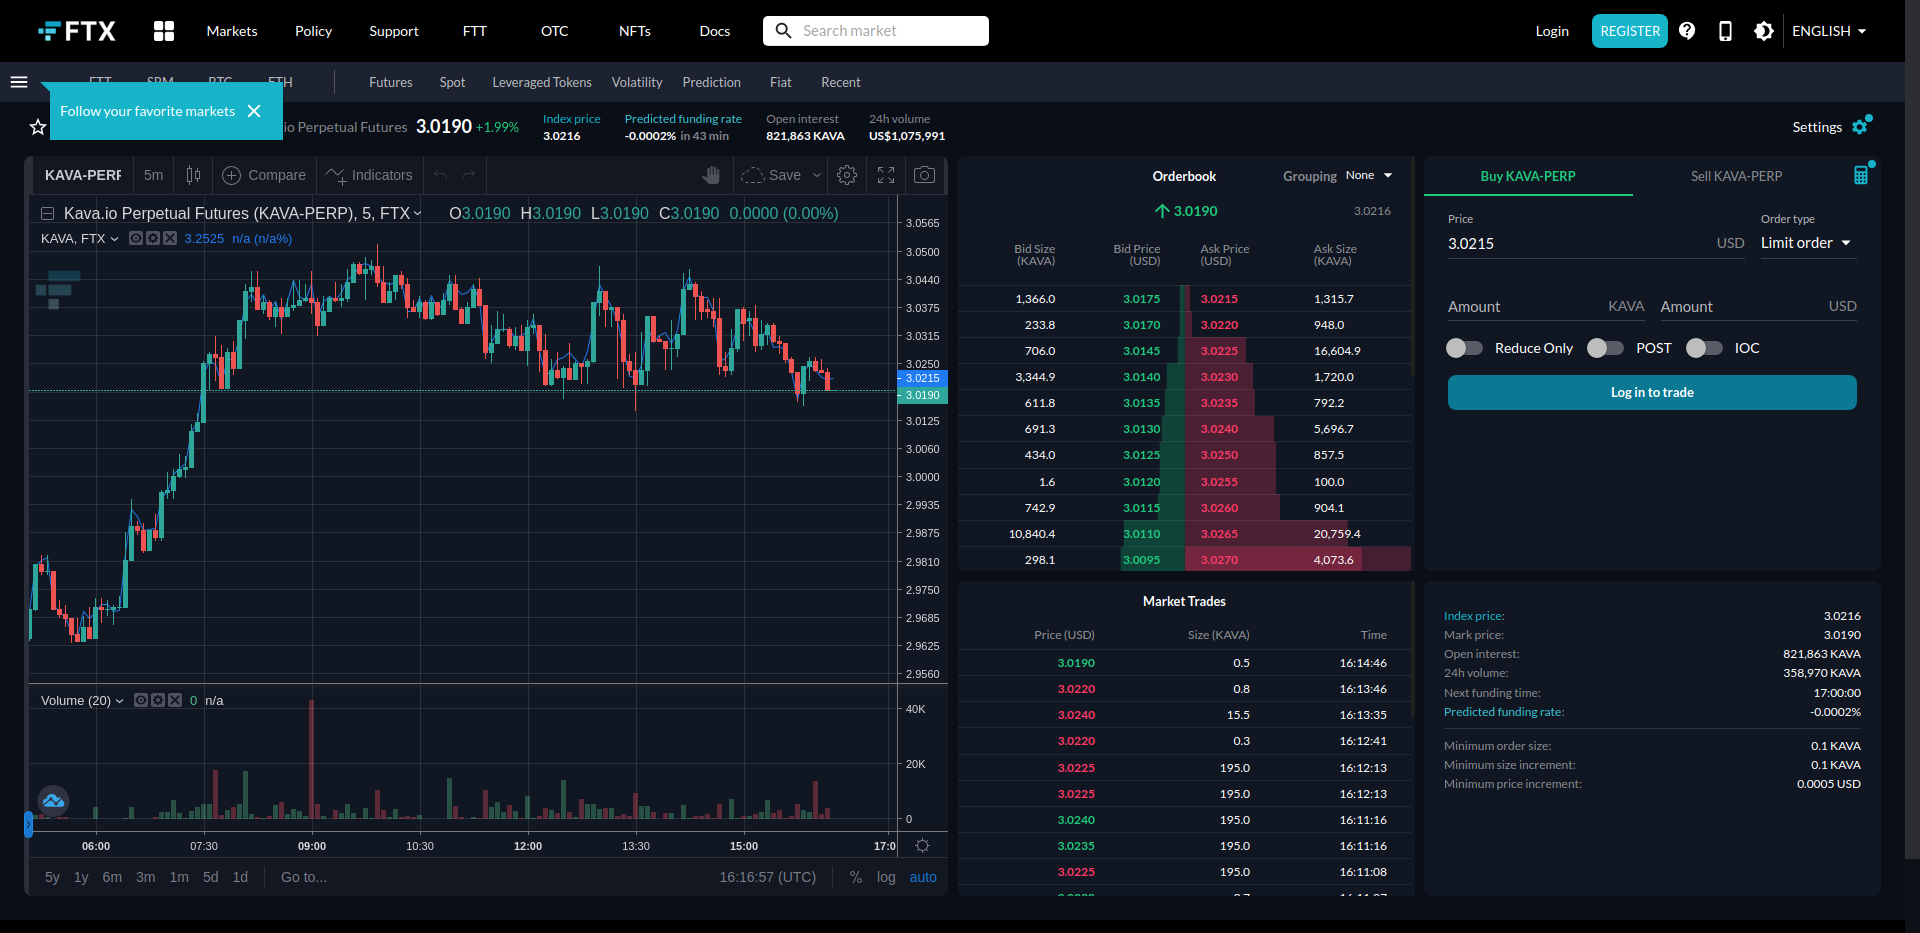 FTX Markets Policy Support FTT OTC NFTs Docs Search market Login REGISTER ENGLISH
FTT SRM BTC ETH Futures Spot Leveraged Tokens Volatility Prediction Fiat Recent
Follow your favorite markets
io Perpetual Futures 3.0190 +1.99%
Index price
3.0216
Predicted funding rate
-0.0002% in 43 min
Open interest
821,863 KAVA
24h volume
US$1,075,991
Settings
KAVA-PERP 5m Compare Indicators Save
Kava.io Perpetual Futures (KAVA-PERP), 5, FTX O3.0190 H3.0190 L3.0190 C3.0190 0.0000 (0.00%)
KAVA, FTX 3.2525 n/a (n/a%)
3.0565
3.0500
3.0440
3.0375
3.0315
3.0250
3.0215
3.0190
3.0125
3.0060
3.0000
2.9935
2.9875
2.9810
2.9750
2.9685
2.9625
2.9560
Volume (20) 0 n/a
40K
20K
0
06:00 07:30 09:00 10:30 12:00 13:30 15:00 17:0
5y 1y 6m 3m 1m 5d 1d Go to... 16:16:57 (UTC) % log auto
Orderbook Grouping None
3.0190 3.0216
Bid Size (KAVA) Bid Price (USD) Ask Price (USD) Ask Size (KAVA)
1,366.0 3.0175 3.0215 1,315.7
233.8 3.0170 3.0220 948.0
706.0 3.0145 3.0225 16,604.9
3,344.9 3.0140 3.0230 1,720.0
611.8 3.0135 3.0235 792.2
691.3 3.0130 3.0240 5,696.7
434.0 3.0125 3.0250 857.5
1.6 3.0120 3.0255 100.0
742.9 3.0115 3.0260 904.1
10,840.4 3.0110 3.0265 20,759.4
298.1 3.0095 3.0270 4,073.6
Market Trades
Price (USD) Size (KAVA) Time
3.0190 0.5 16:14:46
3.0220 0.8 16:13:46
3.0240 15.5 16:13:35
3.0220 0.3 16:12:41
3.0225 195.0 16:12:13
3.0225 195.0 16:12:13
3.0240 195.0 16:11:16
3.0235 195.0 16:11:16
3.0225 195.0 16:11:08
Buy KAVA-PERP Sell KAVA-PERP
Price Order type
3.0215 USD Limit order
Amount KAVA Amount USD
Reduce Only POST IOC
Log in to trade
Index price: 3.0216
Mark price: 3.0190
Open interest: 821,863 KAVA
24h volume: 358,970 KAVA
Next funding time: 17:00:00
Predicted funding rate: -0.0002%
Minimum order size: 0.1 KAVA
Minimum size increment: 0.1 KAVA
Minimum price increment: 0.0005 USD